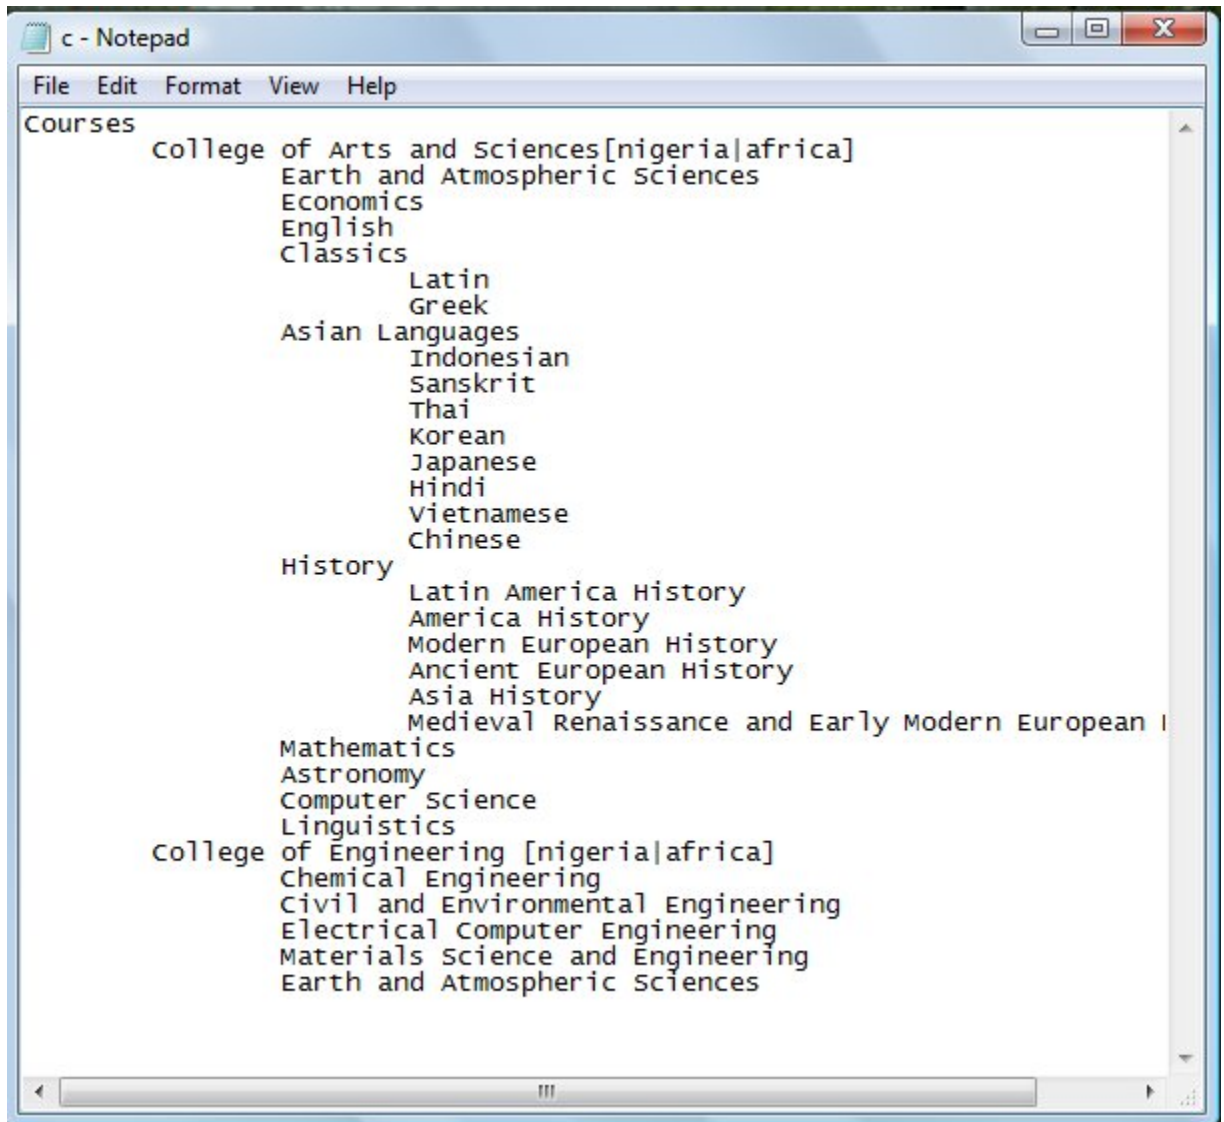 c - Notepad
File Edit Format View Help
Courses
College of Arts and Sciences[nigeria|africa]
Earth and Atmospheric Sciences
Economics
English
Classics
Latin
Greek
Asian Languages
Indonesian
Sanskrit
Thai
Korean
Japanese
Hindi
Vietnamese
Chinese
History
Latin America History
America History
Modern European History
Ancient European History
Asia History
Medieval Renaissance and Early Modern European
Mathematics
Astronomy
Computer Science
Linguistics
College of Engineering [nigeria|africa]
Chemical Engineering
Civil and Environmental Engineering
Electrical Computer Engineering
Materials Science and Engineering
Earth and Atmospheric Sciences